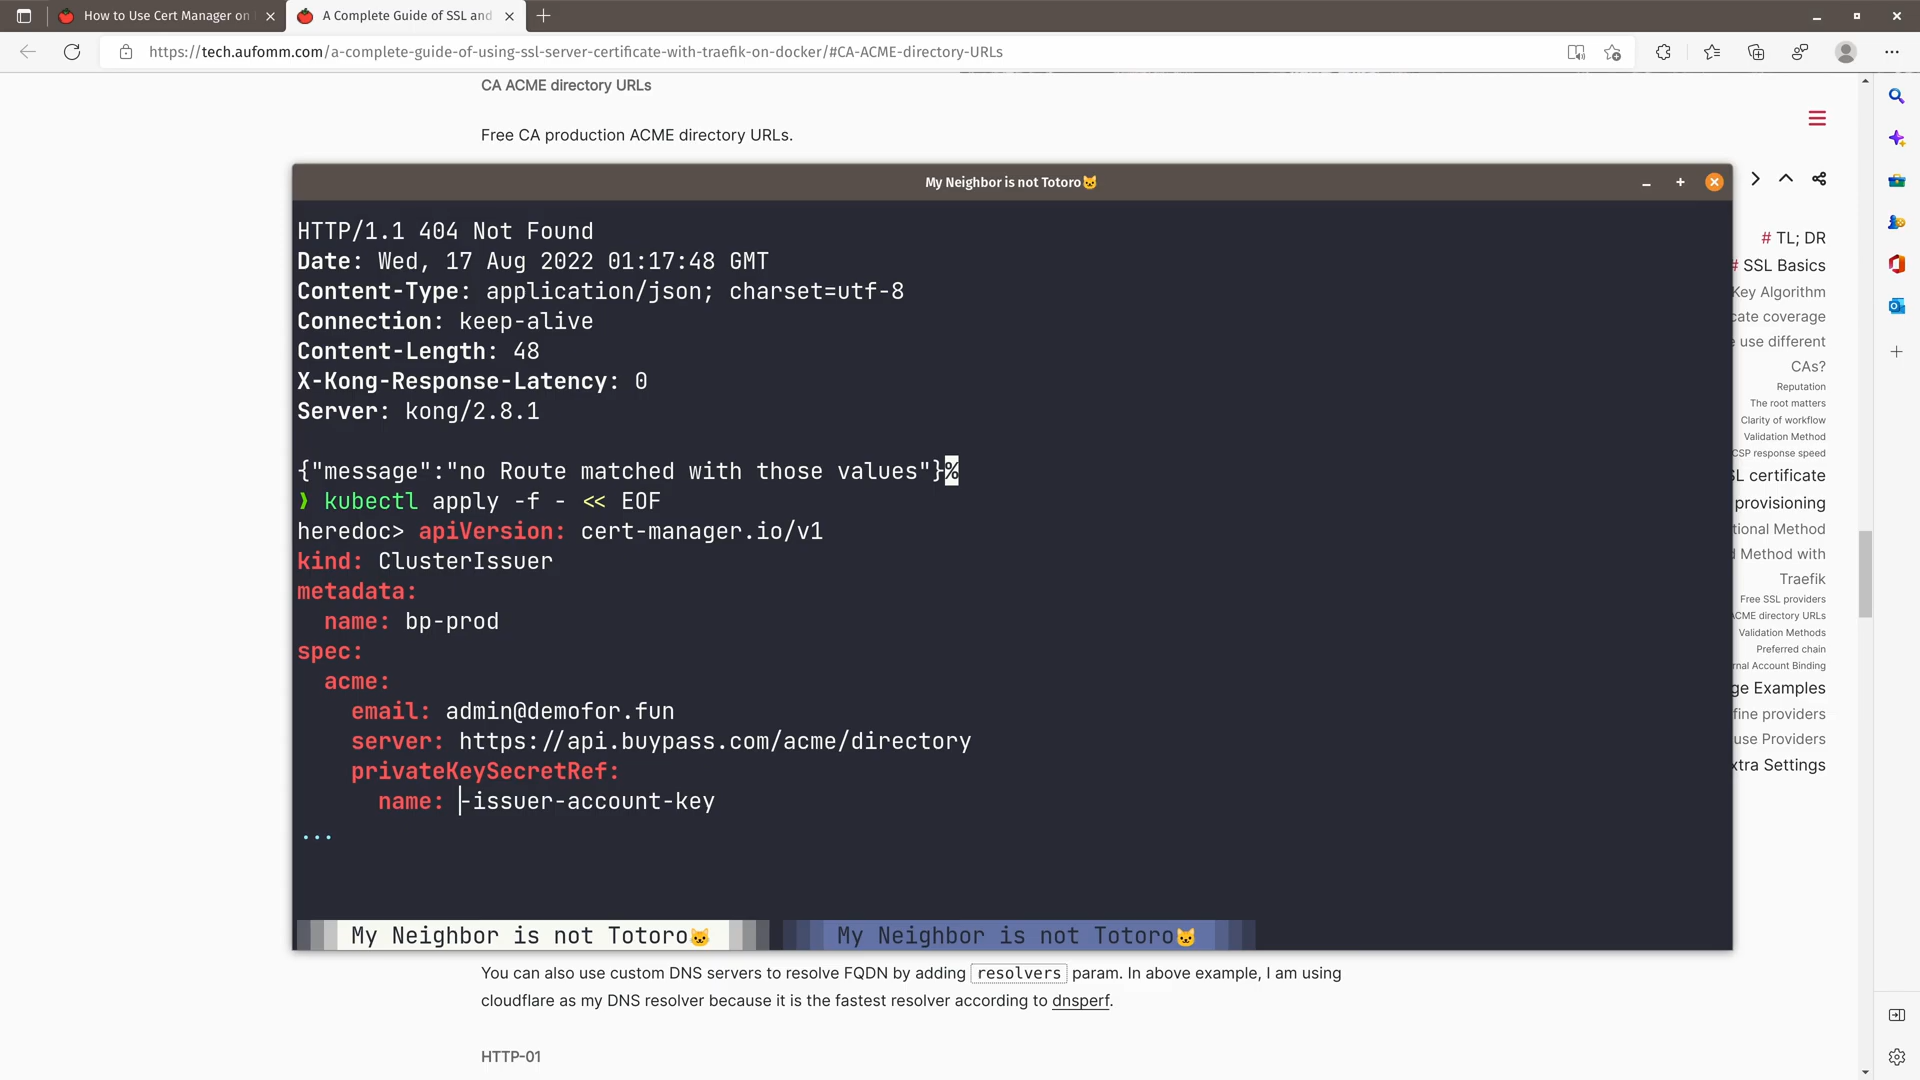 How to Use Cert Manager on
A Complete Guide of SSL and
https://tech.aufomm.com/a-complete-guide-of-using-ssl-server-certificate-with-traefik-on-docker/#CA-ACME-directory-URLs
CA ACME directory URLs
Free CA production ACME directory URLs.
My Neighbor is not Totoro🐱
HTTP/1.1 404 Not Found
Date: Wed, 17 Aug 2022 01:17:48 GMT
Content-Type: application/json; charset=utf-8
Connection: keep-alive
Content-Length: 48
X-Kong-Response-Latency: 0
Server: kong/2.8.1
{"message":"no Route matched with those values"}%
❯ kubectl apply -f - << EOF
heredoc> apiVersion: cert-manager.io/v1
kind: ClusterIssuer
metadata:
  name: bp-prod
spec:
  acme:
    email: admin@demofor.fun
    server: https://api.buypass.com/acme/directory
    privateKeySecretRef:
      name: -issuer-account-key
...
My Neighbor is not Totoro🐱
My Neighbor is not Totoro🐱
# TL; DR
# SSL Basics
Key Algorithm
cate coverage
use different
CAs?
Reputation
The root matters
Clarity of workflow
Validation Method
CSP response speed
SL certificate
provisioning
tional Method
d Method with
Traefik
Free SSL providers
ACME directory URLs
Validation Methods
Preferred chain
rnal Account Binding
ge Examples
fine providers
use Providers
xtra Settings
You can also use custom DNS servers to resolve FQDN by adding resolvers param. In above example, I am using
cloudflare as my DNS resolver because it is the fastest resolver according to dnsperf.
HTTP-01